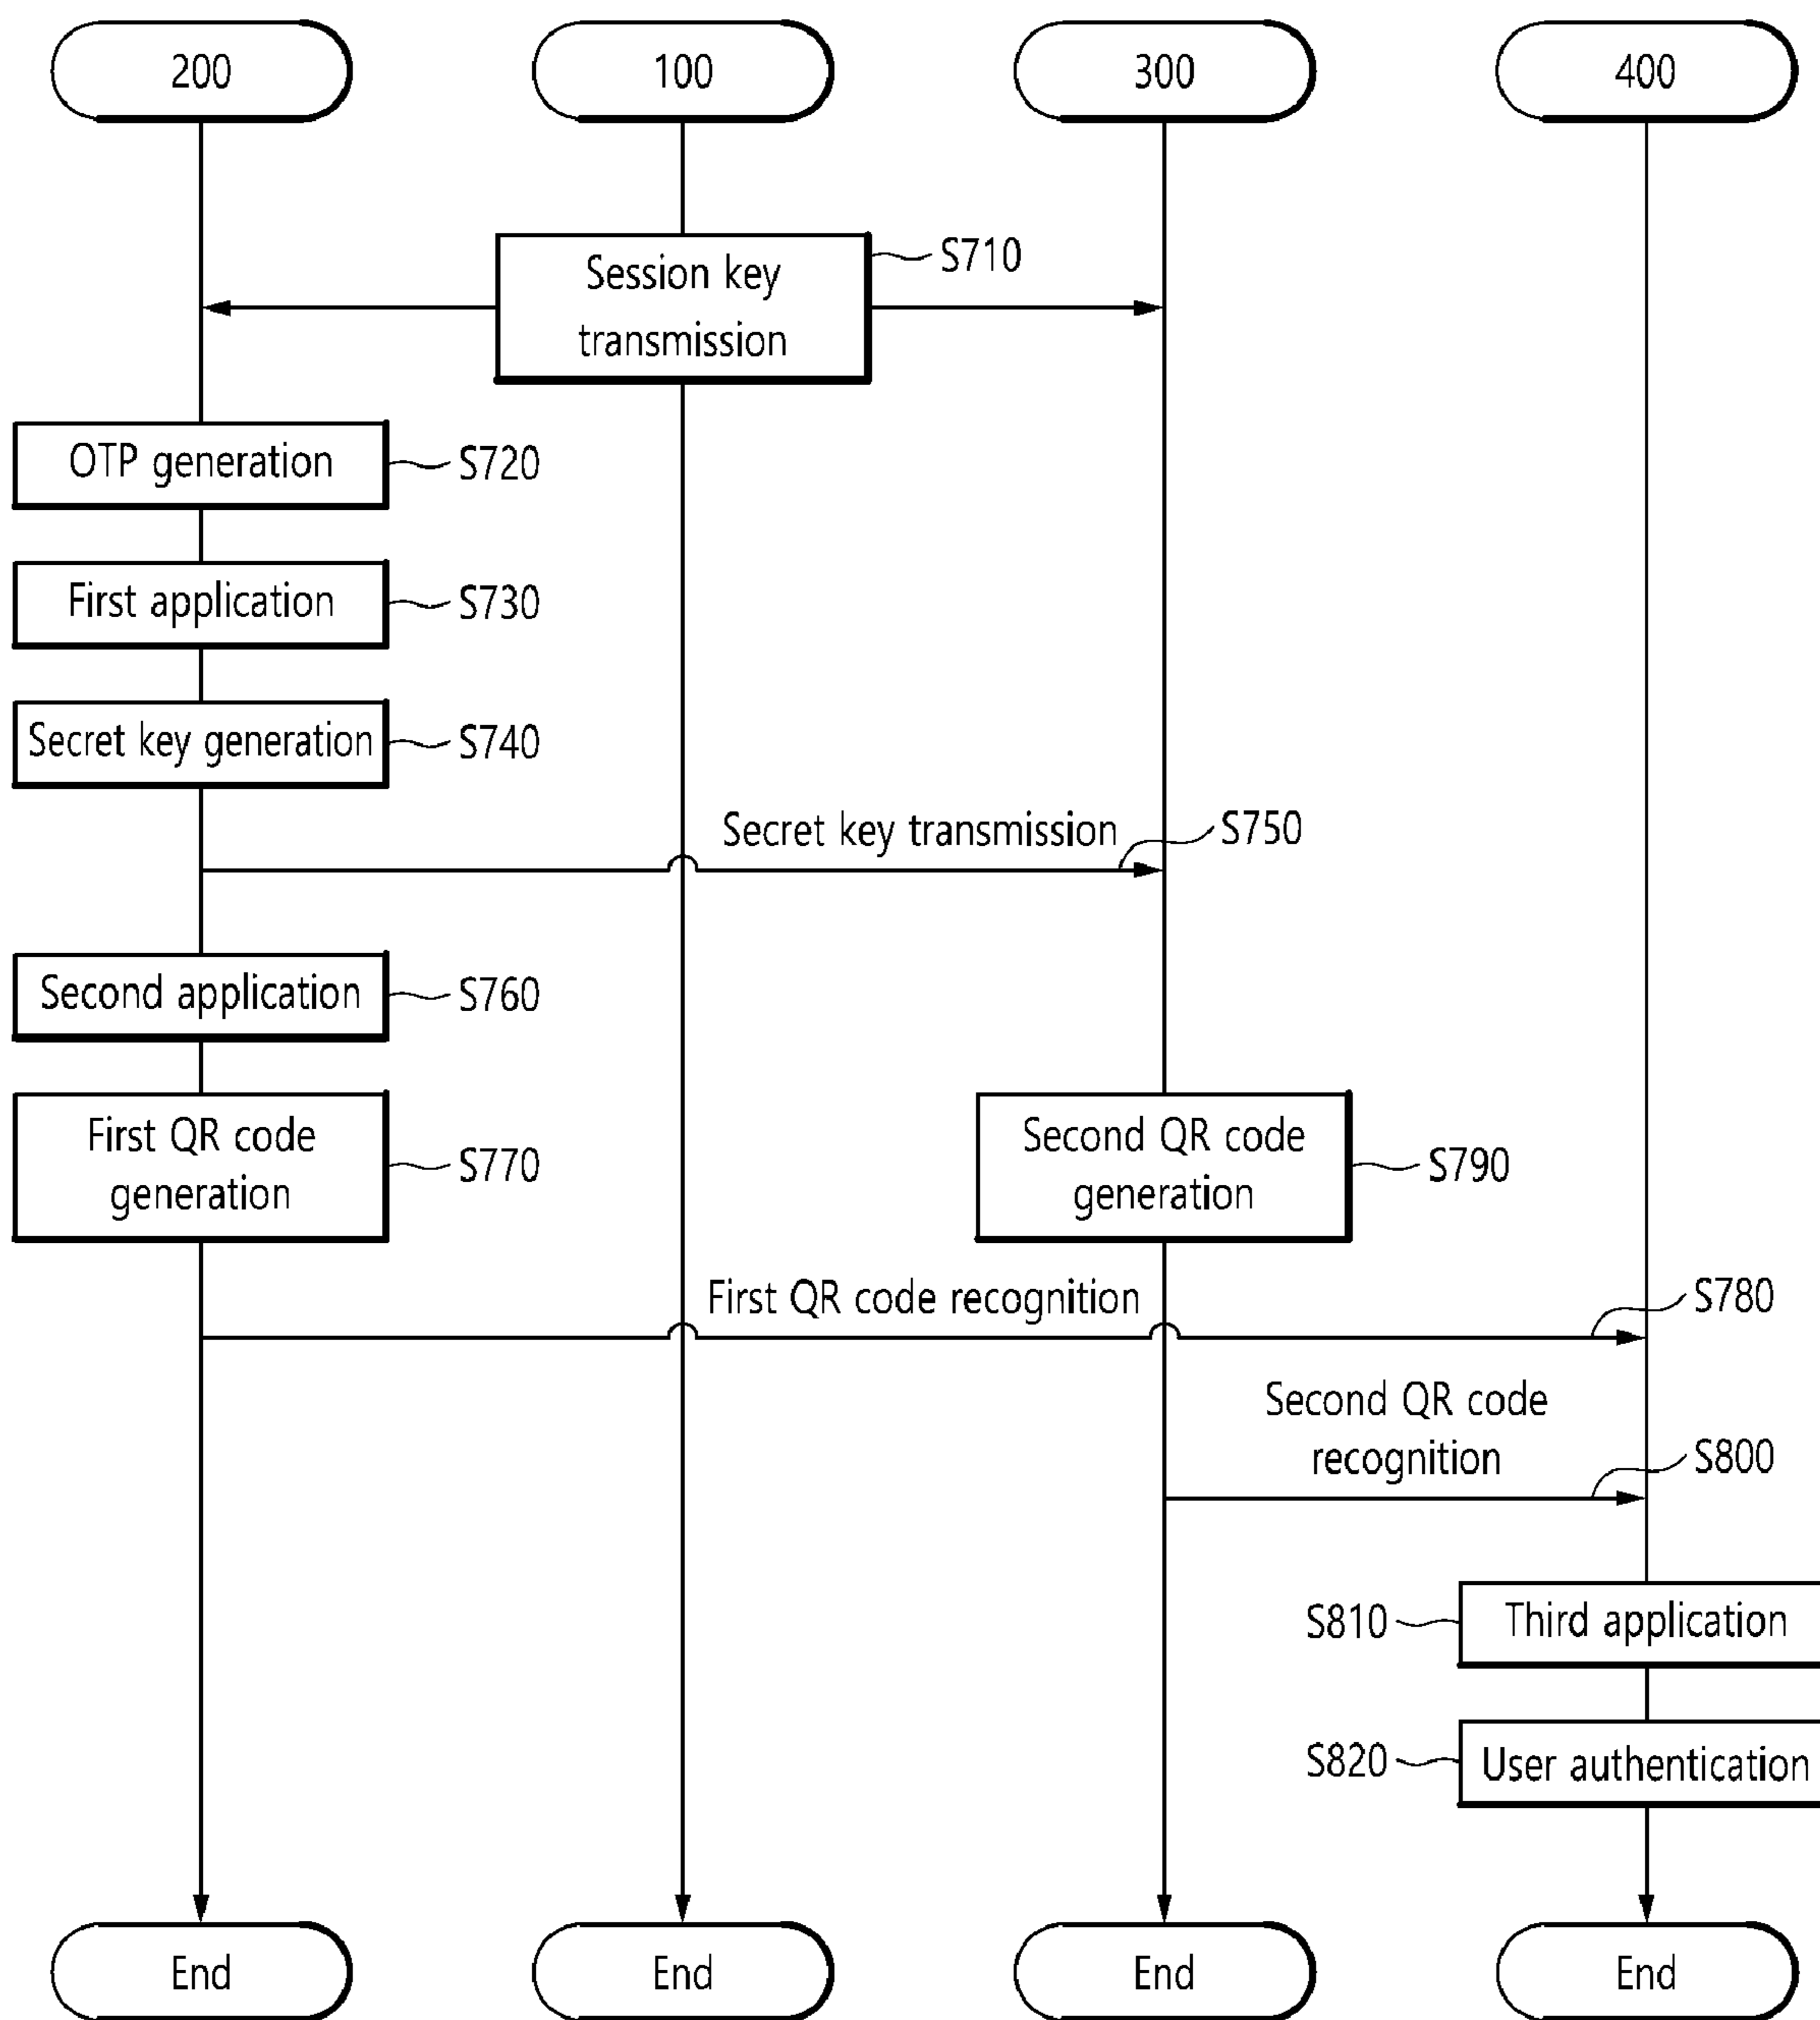 200
100
300
400
Session key
transmission
S710
OTP generation
S720
First application
S730
Secret key generation
S740
Secret key transmission
S750
Second application
S760
First QR code
generation
S770
Second QR code
generation
S790
First QR code recognition
S780
Second QR code
recognition
S800
S810
Third application
S820
User authentication
End
End
End
End